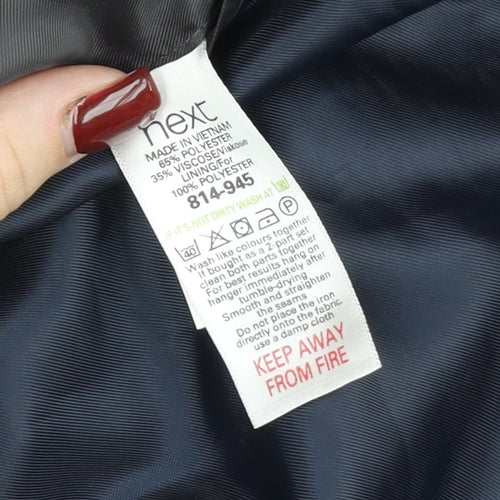 next
MADE IN VIETNAM
65% POLYESTER
35% VISCOSE/Viskose
LINING/For
100% POLYESTER
814-945
IF IT'S NOT DIRTY WASH AT 30
40 P
Wash like colours together
If bought as a 2-part set
clean both parts together
For best results hang on
hanger immediately after
tumble-drying
Smooth and straighten
the seams
Do not place the iron
directly onto the fabric,
use a damp cloth
KEEP AWAY
FROM FIRE